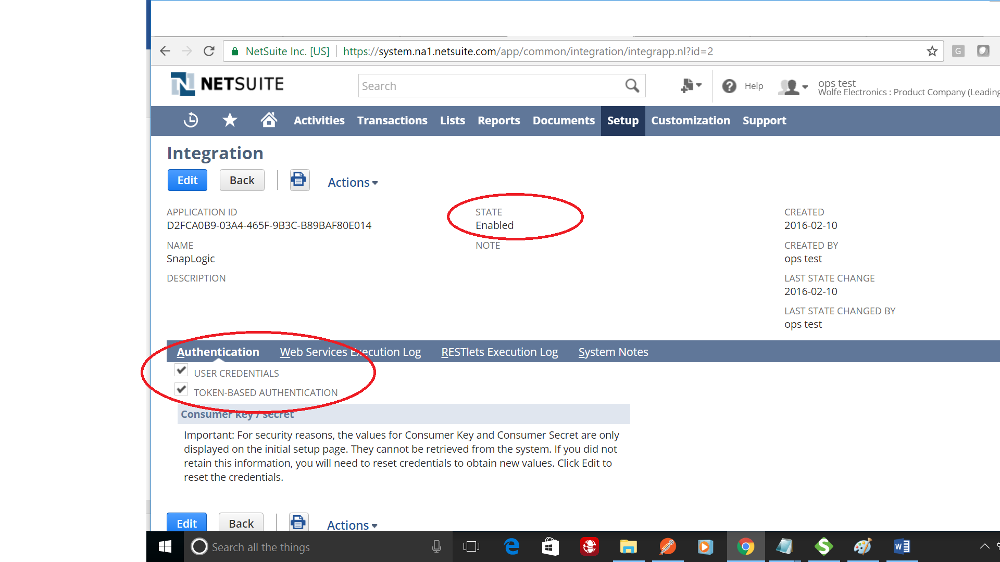 NetSuite Inc. [US] https://system.na1.netsuite.com/app/common/integration/integrapp.nl?id=2
G
N NETSUITE
Search
Help
ops test
Wolfe Electronics : Product Company (Leading
Activities Transactions Lists Reports Documents Setup Customization Support
Integration
Edit Back Actions
APPLICATION ID
D2FCA0B9-03A4-465F-9B3C-B89BAF80E014
NAME
SnapLogic
DESCRIPTION
STATE
Enabled
NOTE
CREATED
2016-02-10
CREATED BY
ops test
LAST STATE CHANGE
2016-02-10
LAST STATE CHANGED BY
ops test
Authentication Web Services Execution Log RESTlets Execution Log System Notes
USER CREDENTIALS
TOKEN-BASED AUTHENTICATION
Consumer key / secret
Important: For security reasons, the values for Consumer Key and Consumer Secret are only
displayed on the initial setup page. They cannot be retrieved from the system. If you did not
retain this information, you will need to reset credentials to obtain new values. Click Edit to
reset the credentials.
Edit Back Actions
Search all the things